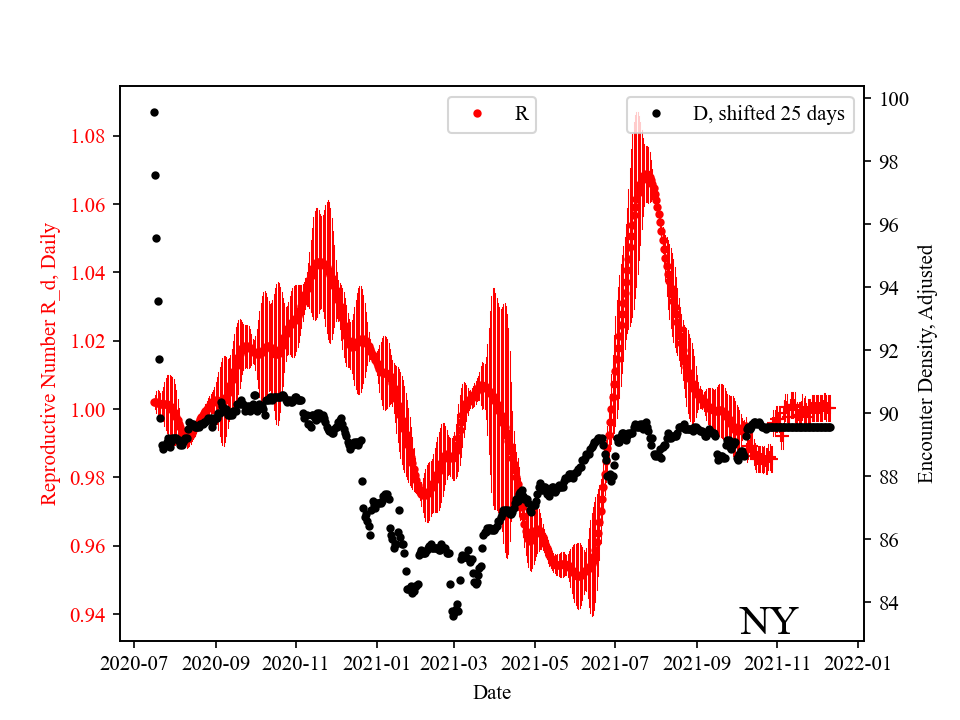 R
D, shifted 25 days
Reproductive Number R_d, Daily
1.08
1.06
1.04
1.02
1.00
0.98
0.96
0.94
100
98
96
94
92
90
88
86
84
Encounter Density, Adjusted
NY
2020-07 2020-09 2020-11 2021-01 2021-03 2021-05 2021-07 2021-09 2021-11 2022-01
Date